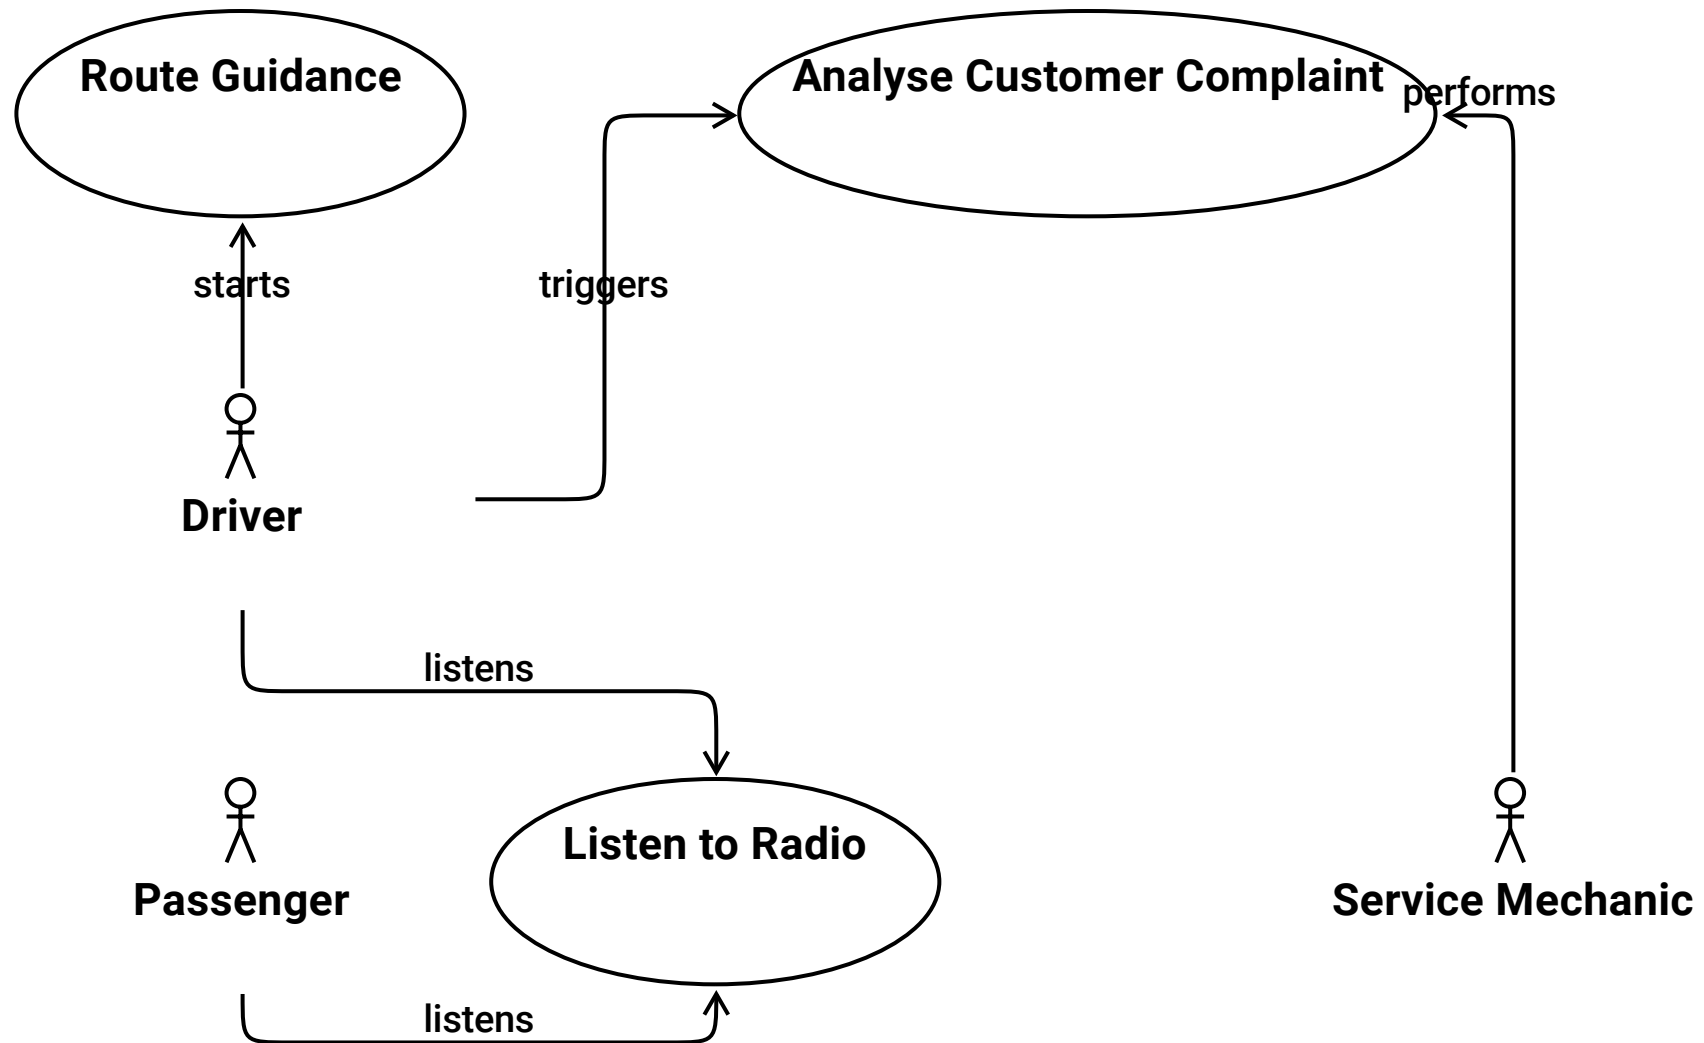 Route Guidance
Analyse Customer Complaint
performs
starts
triggers
Driver
listens
Listen to Radio
Passenger
Service Mechanic
listens